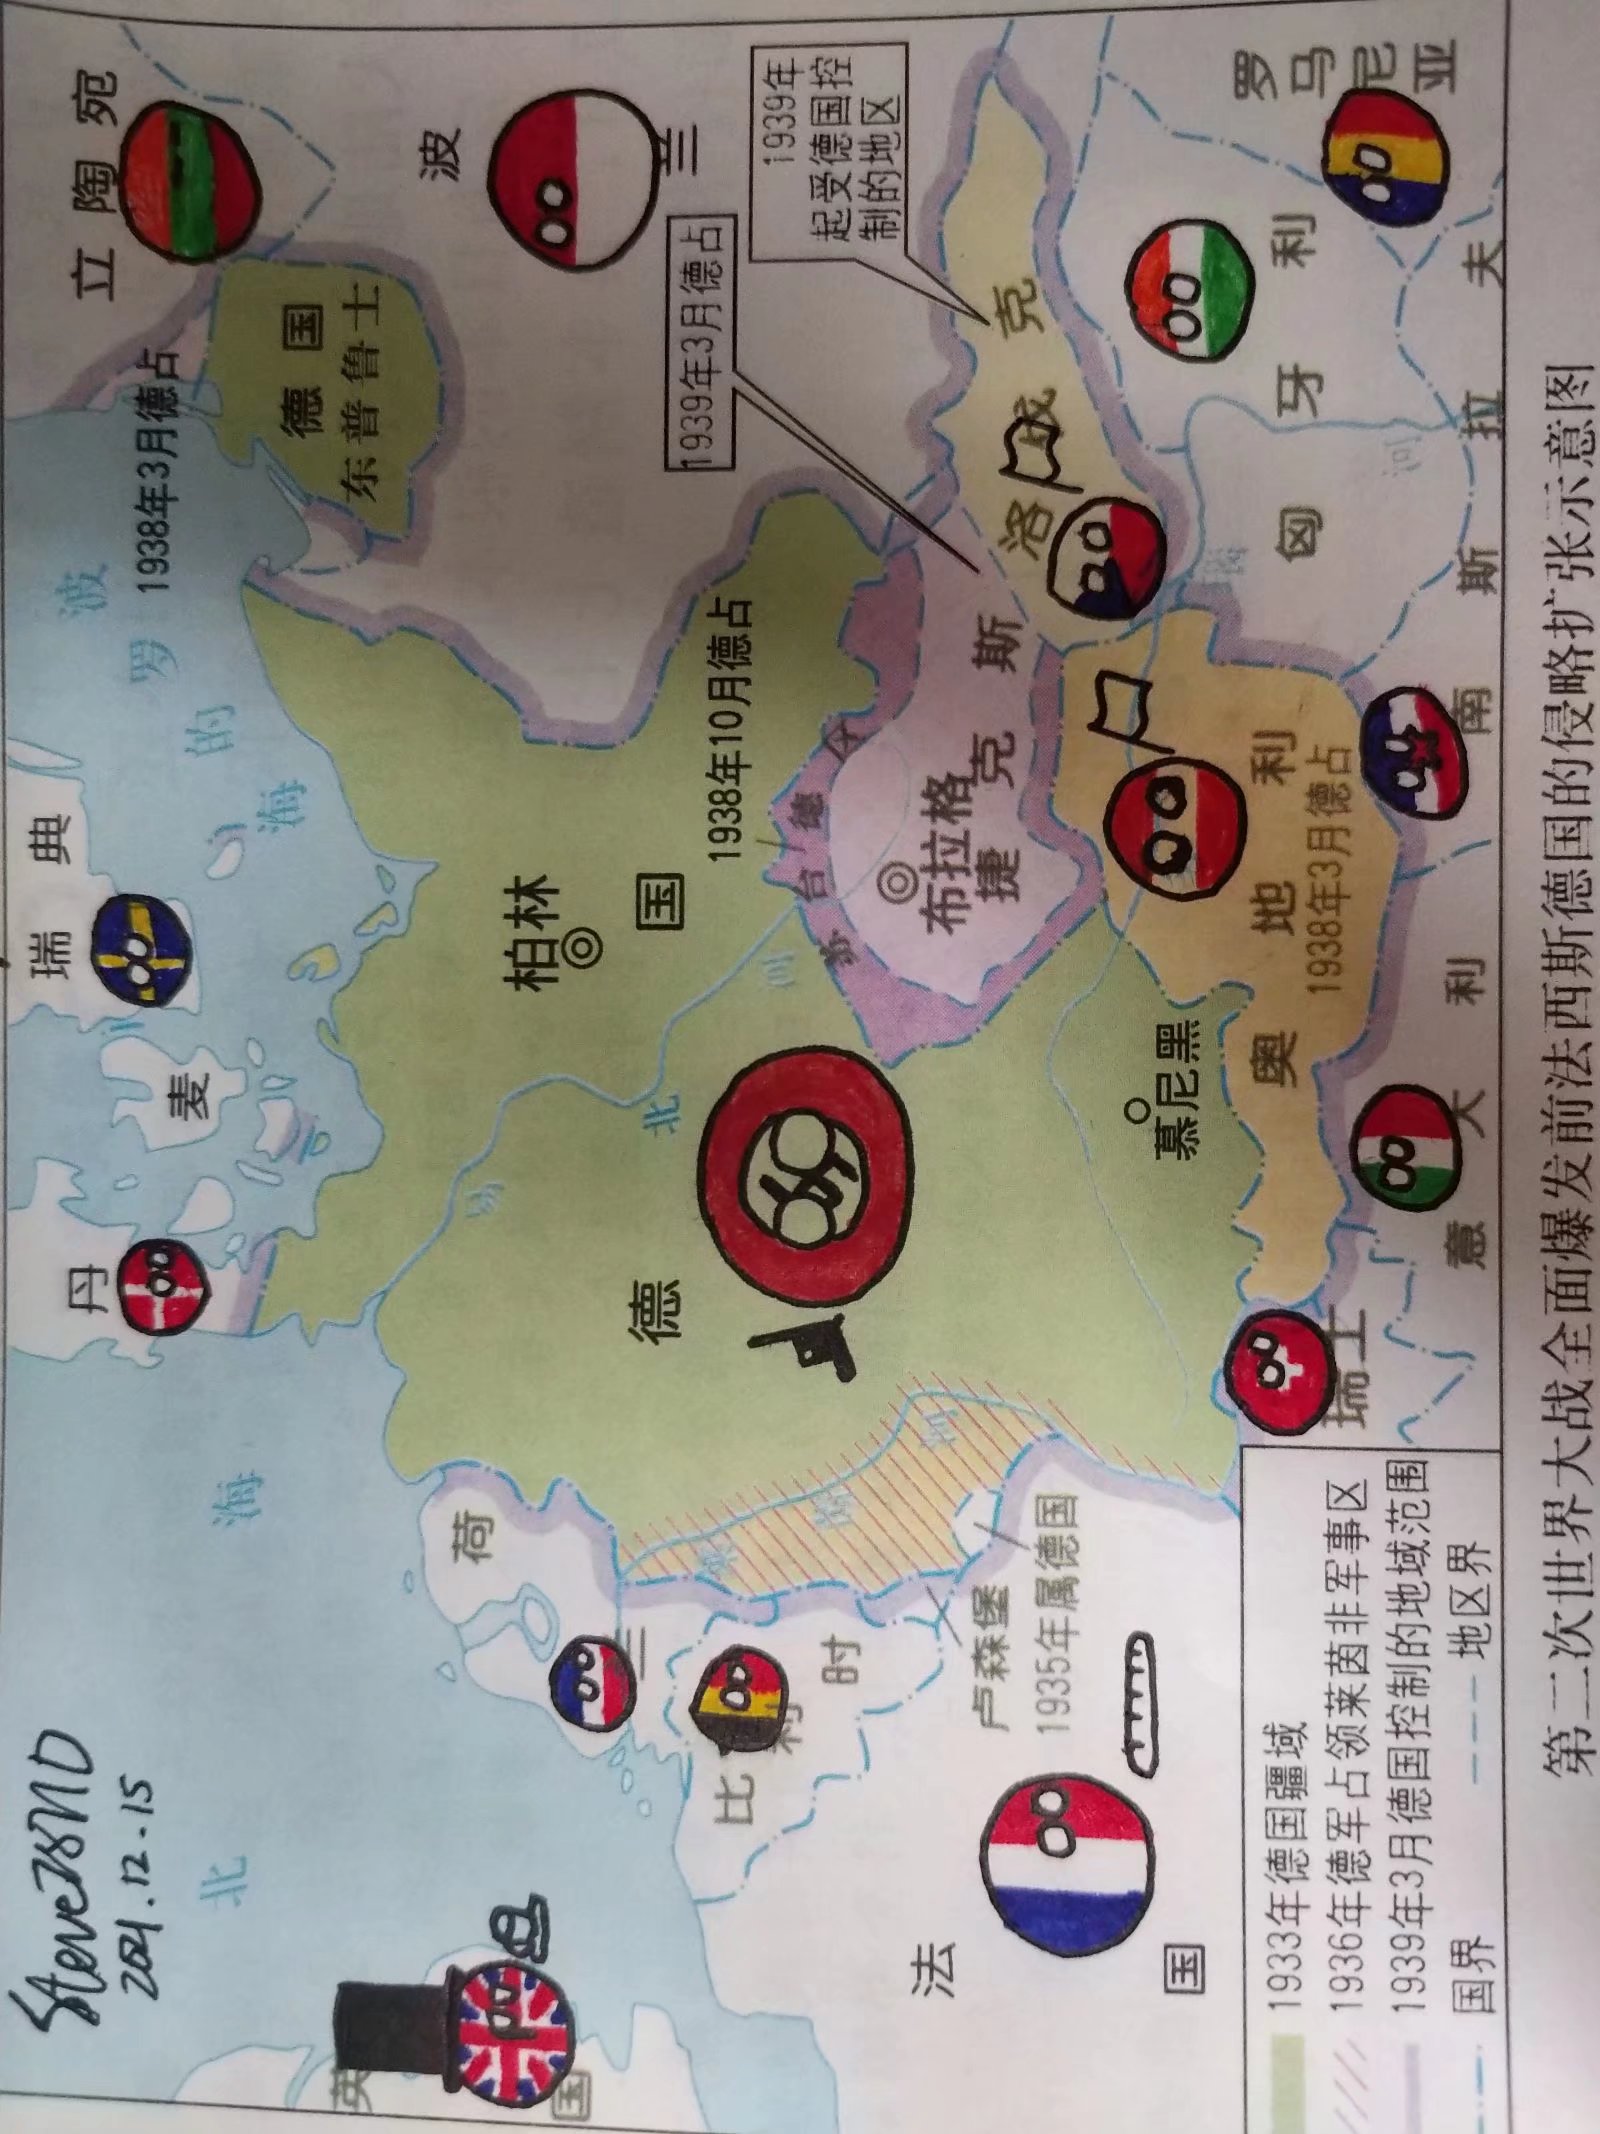 SteveZSND
2021.12.15
瑞典
丹
麦
立陶宛
波
罗
的
海
1938年3月德占
北海
英
国
德国
东普鲁士
荷
兰
波
兰
柏林
德国
易
北
河
1939年3月德占
1938年10月德占
1939年
起受德国控
制的地区
苏台德区
比
利
时
莱
茵
河
布拉格
捷克斯洛伐克
法
国
卢森堡
1935年属德国
慕尼黑
奥地利
1938年3月德占
瑞士
匈牙利
罗
马
尼
亚
河
意大利
南斯拉夫
1933年德国疆域
1936年德军占领莱茵非军事区
1939年3月德国控制的地域范围
国界 地区界
第二次世界大战全面爆发前法西斯德国的侵略扩张示意图